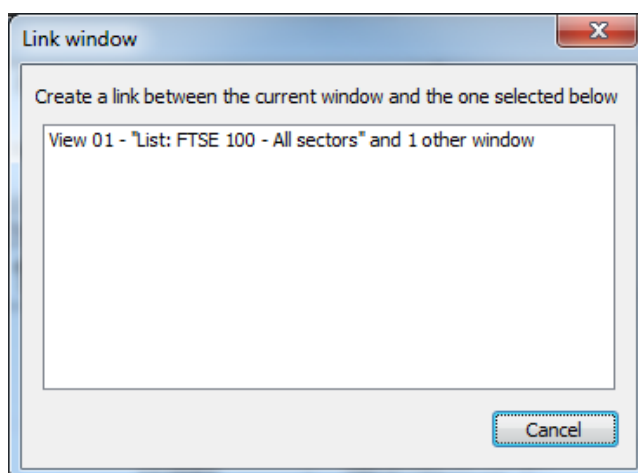 Link window
Create a link between the current window and the one selected below
View 01 - "List: FTSE 100 - All sectors" and 1 other window
Cancel